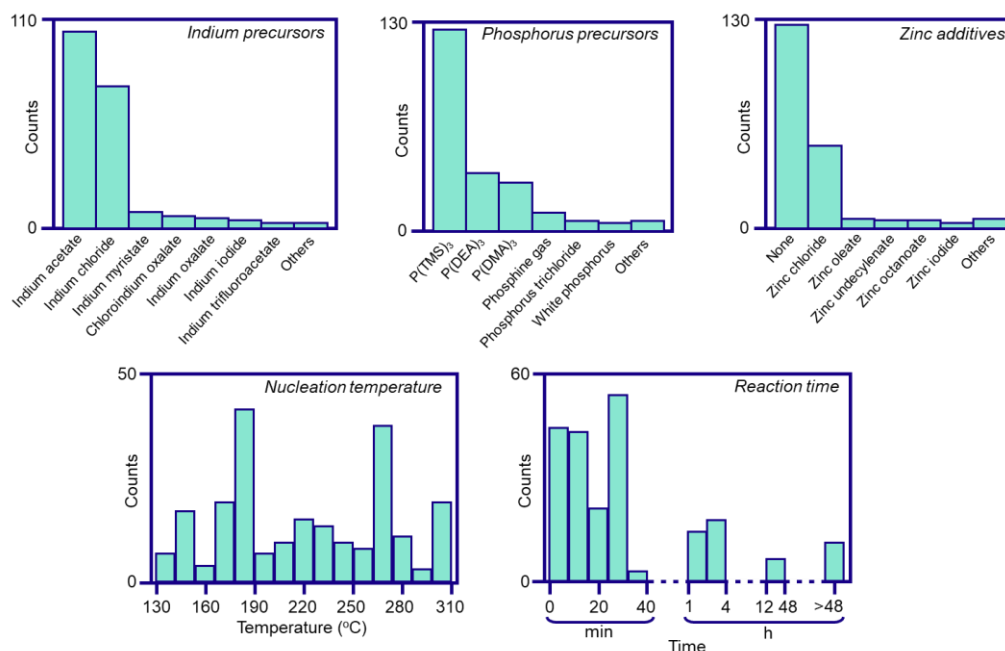 Indium precursors
110
0
Counts
Indium acetate
Indium chloride
Indium myristate
Chloroindium oxalate
Indium oxalate
Indium iodide
Indium trifluoroacetate
Others
Phosphorus precursors
130
0
Counts
P(TMS)₃
P(DEA)₃
P(DMA)₃
Phosphine gas
Phosphorus trichloride
White phosphorus
Others
Zinc additives
130
0
Counts
None
Zinc chloride
Zinc oleate
Zinc undecylenate
Zinc octanoate
Zinc iodide
Others
Nucleation temperature
50
0
Counts
130 160 190 220 250 280 310
Temperature (ºC)
Reaction time
60
0
Counts
0 20 40 1 4 12 48 >48
min h
Time